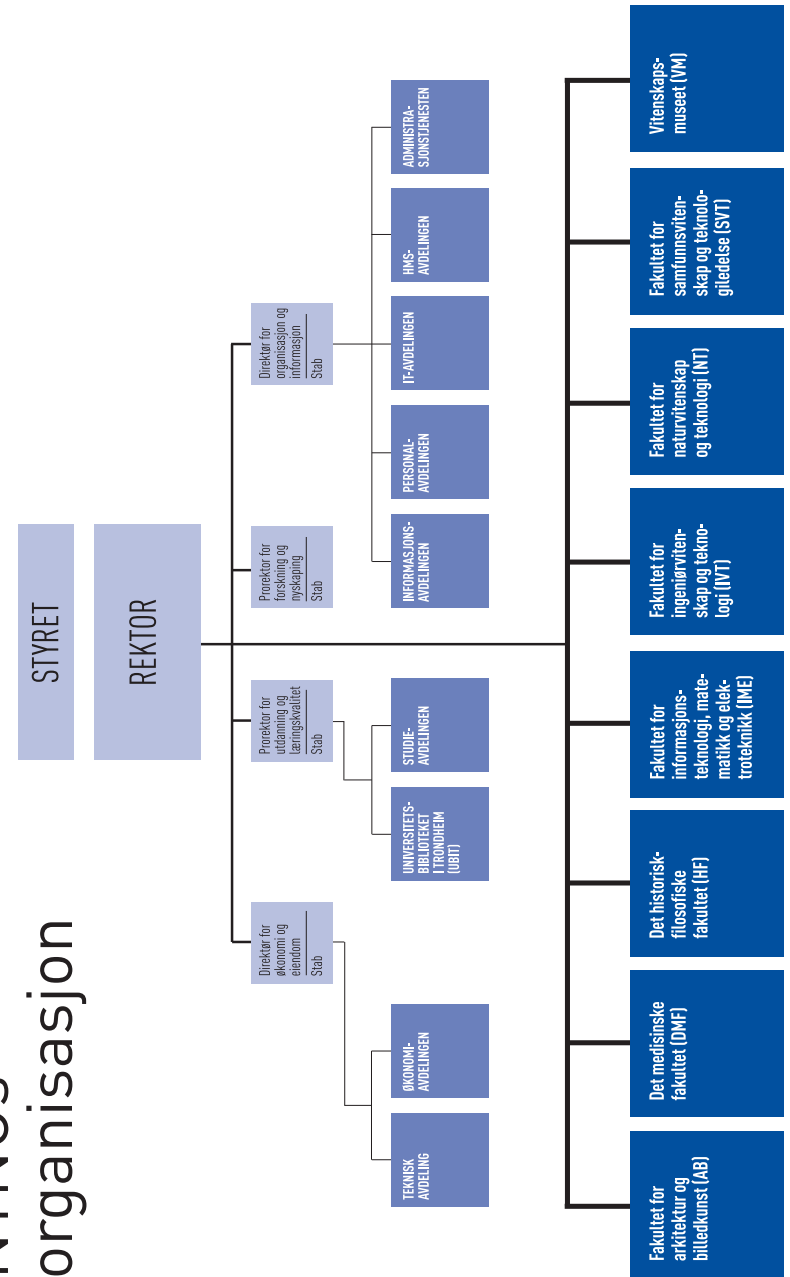 NTNUs
organisasjon
STYRET
REKTOR
Direktør for
økonomi og
eiendom
Stab
Prorektor for
utdanning og
læringskvalitet
Stab
Prorektor for
forskning og
nyskaping
Stab
Direktør for
organisasjon og
informasjon
Stab
TEKNISK
AVDELING
ØKONOMI-
AVDELINGEN
UNIVERSITETS-
BIBLIOTEKET
I TRONDHEIM
(UBIT)
STUDIE-
AVDELINGEN
INFORMASJONS-
AVDELINGEN
PERSONAL-
AVDELINGEN
IT-AVDELINGEN
HMS-
AVDELINGEN
ADMINISTRA-
SJONSTJENESTEN
Fakultet for
arkitektur og
billedkunst (AB)
Det medisinske
fakultet (DMF)
Det historisk-
filosofiske
fakultet (HF)
Fakultet for
informasjons-
teknologi, mate-
matikk og elek-
troteknikk (IME)
Fakultet for
ingeniørviten-
skap og tekno-
logi (IVT)
Fakultet for
naturvitenskap
og teknologi (NT)
Fakultet for
samfunnsviten-
skap og teknolo-
giledelse (SVT)
Vitenskaps-
museet (VM)